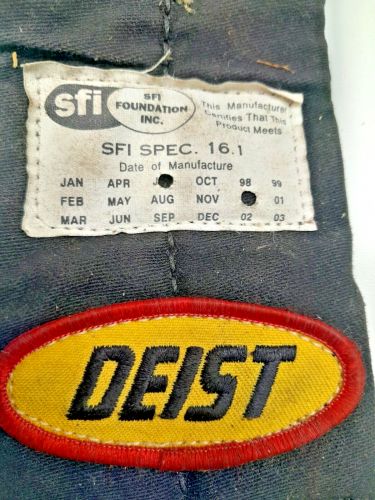 sfi
SFI
FOUNDATION
INC.
This Manufacturer
Certifies That This
Product Meets
SFI SPEC. 16.1
Date of Manufacture
JAN APR OCT 98 99
FEB MAY AUG NOV 01
MAR JUN SEP DEC 02 03
DEIST